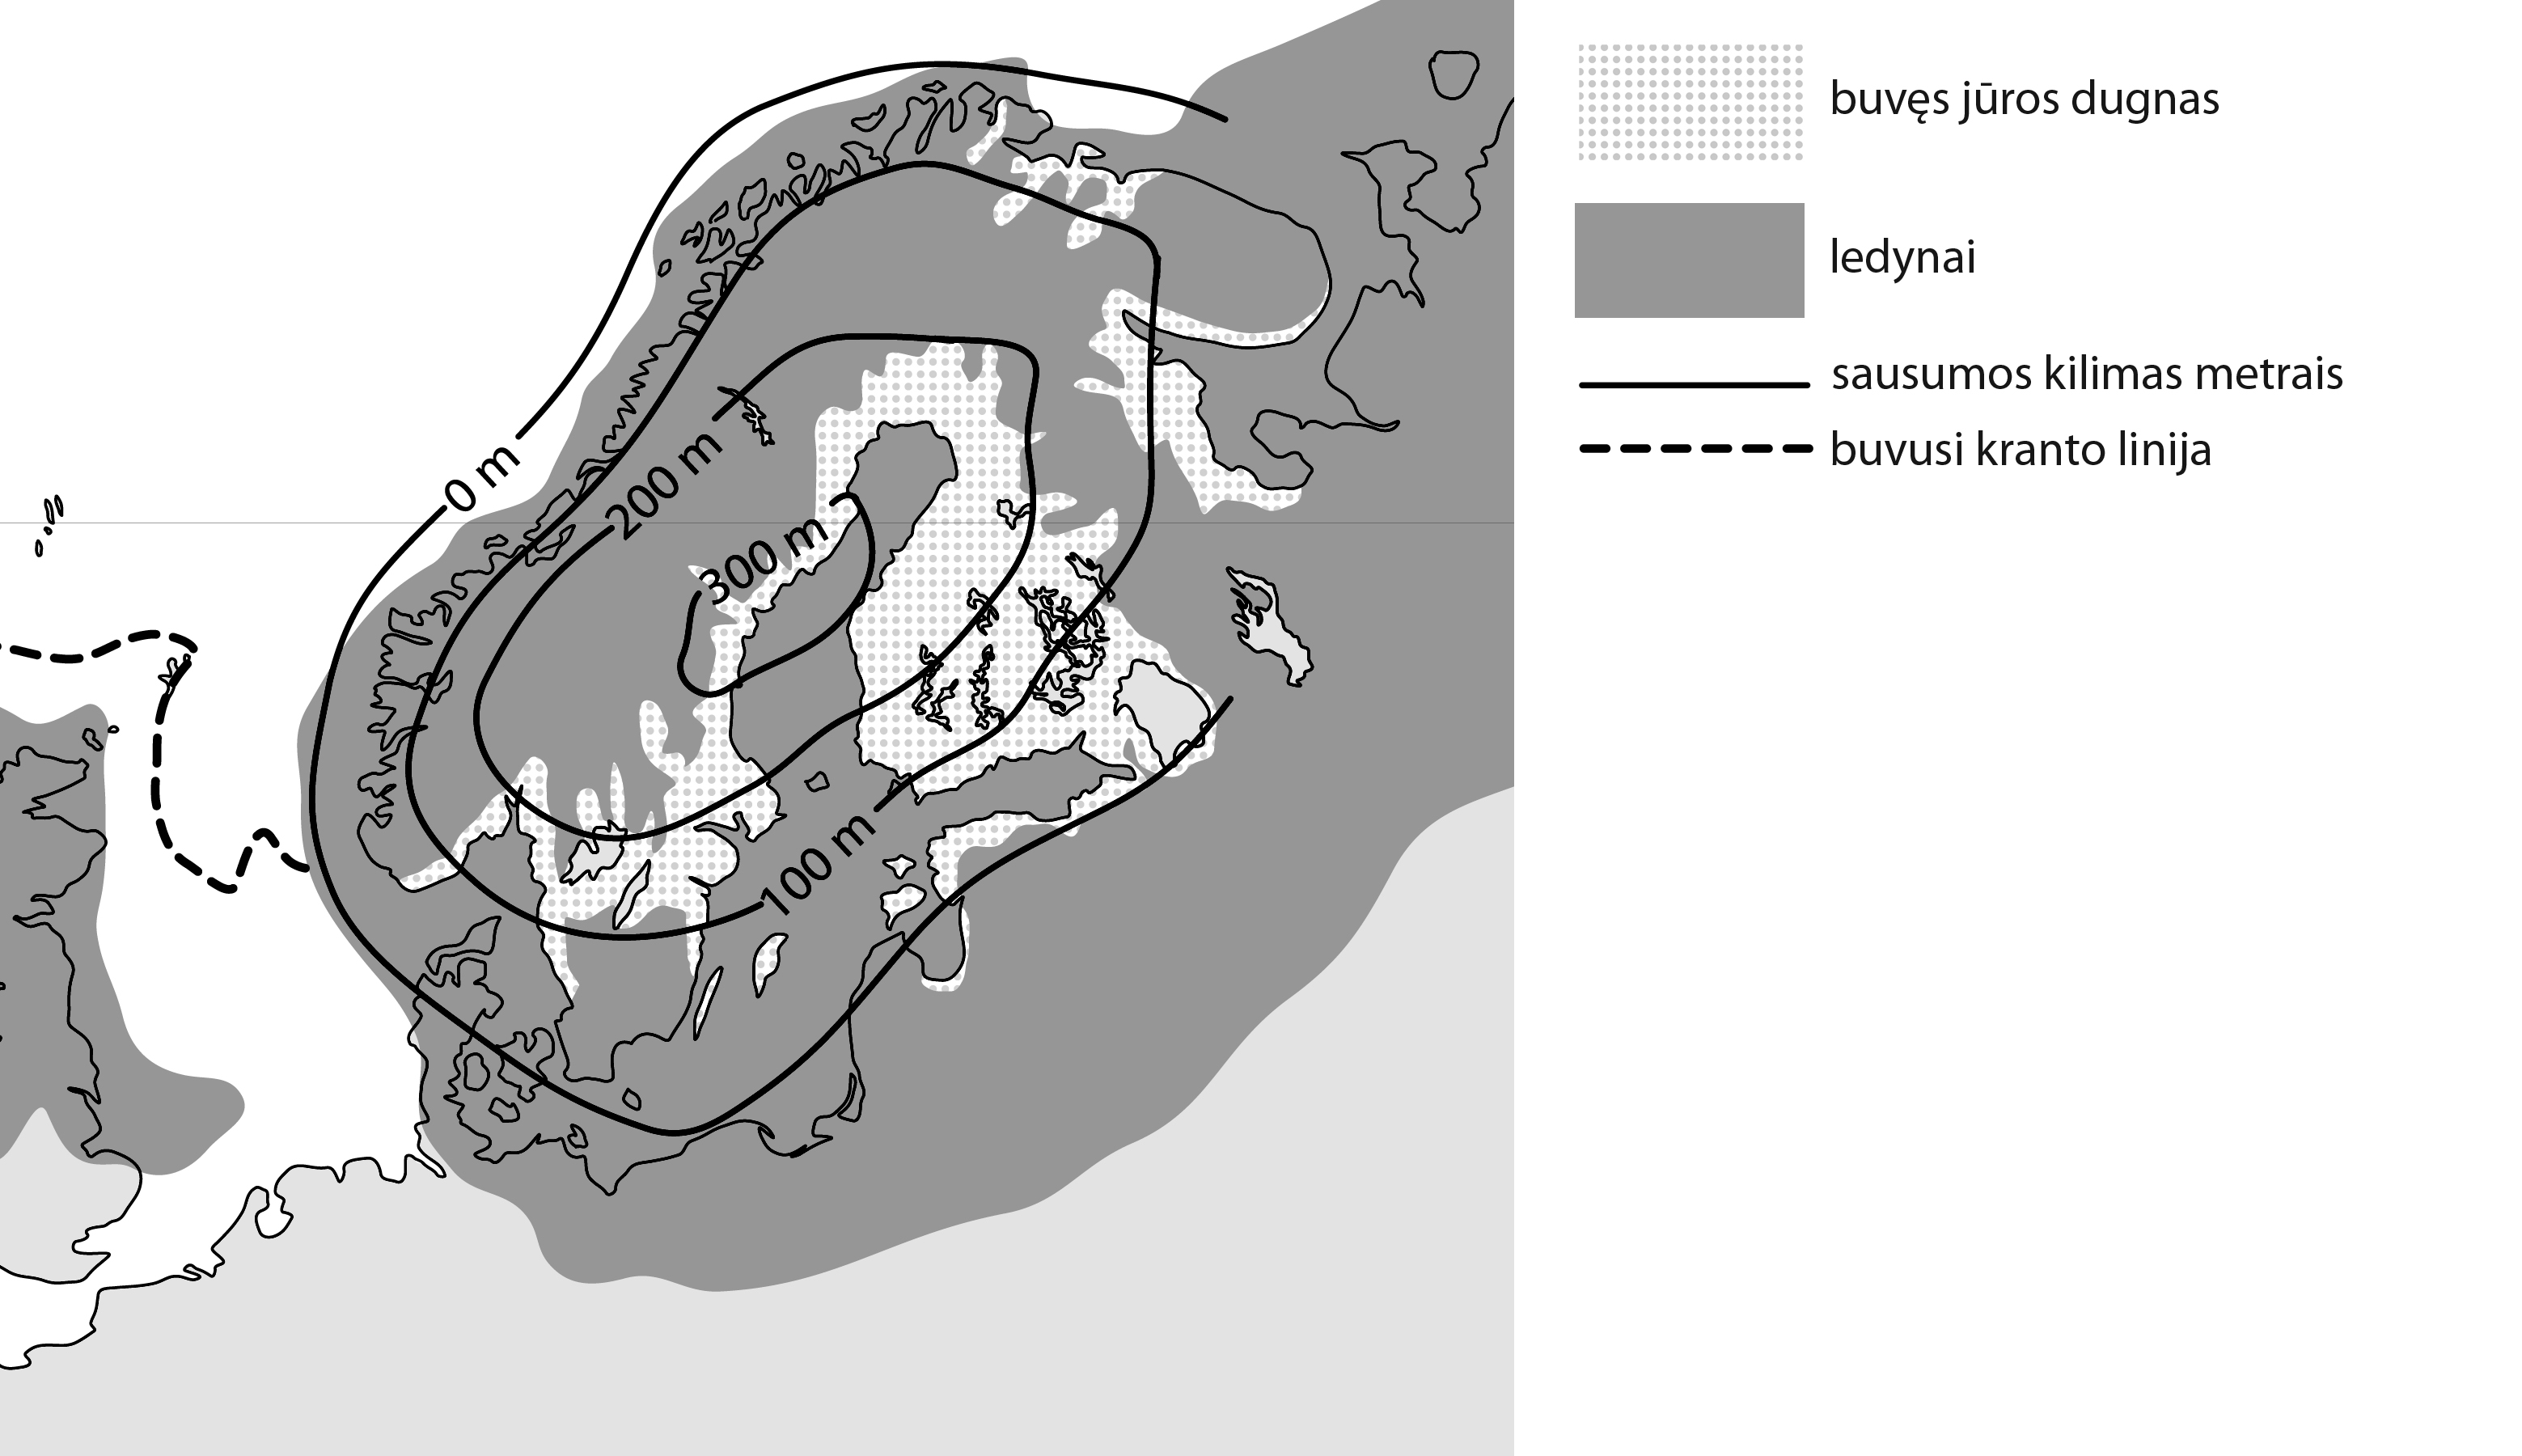 0 m
200 m
300 m
100 m
buvęs jūros dugnas
ledynai
sausumos kilimas metrais
buvusi kranto linija